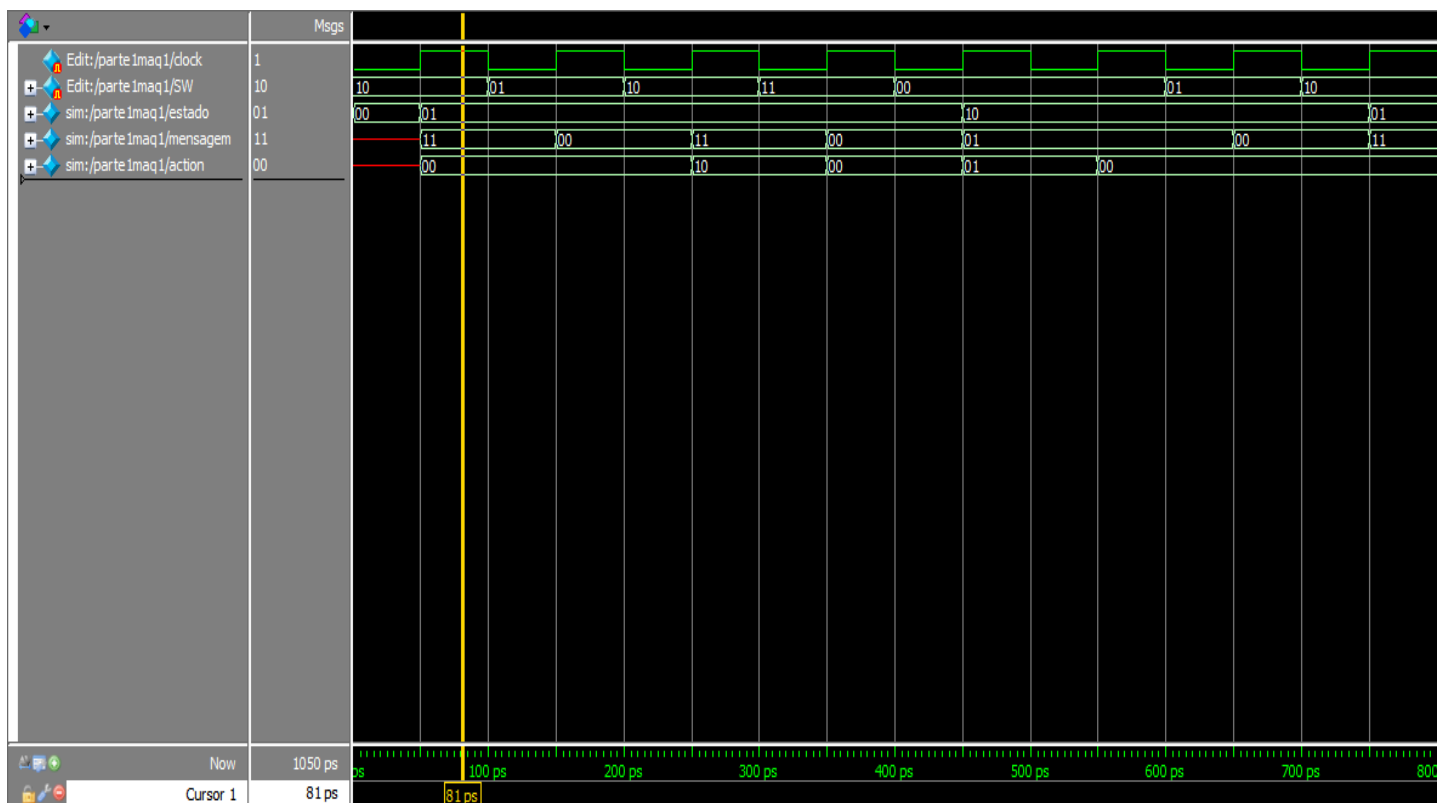 Msgs
Edit:/parte1maq1/clock 1
Edit:/parte1maq1/SW 10 10 01 10 11 00 01 10
sim:/parte1maq1/estado 01 00 01 10 01
sim:/parte1maq1/mensagem 11 11 00 11 00 01 00 11
sim:/parte1maq1/action 00 00 10 00 01 00
Now 1050 ps ps 100 ps 200 ps 300 ps 400 ps 500 ps 600 ps 700 ps 800
Cursor 1 81 ps 81 ps